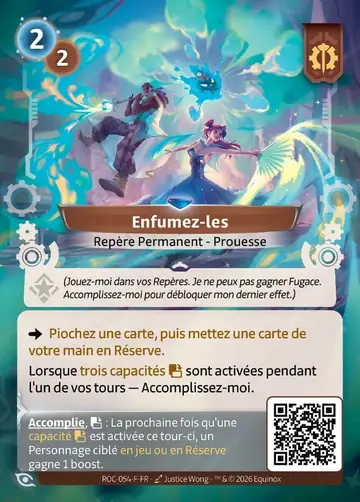 2
2
Enfumez-les
Repère Permanent - Prouesse
(Jouez-moi dans vos Repères. Je ne peux pas gagner Fugace.
Accomplissez-moi pour débloquer mon dernier effet.)
Piochez une carte, puis mettez une carte de
votre main en Réserve.
Lorsque trois capacités sont activées pendant
l'un de vos tours — Accomplissez-moi.
Accomplie, : La prochaine fois qu'une
capacité est activée ce tour-ci, un
Personnage ciblé en jeu ou en Réserve
gagne 1 boost.
ROC-054-F-FR - Justice Wong - ™ & © 2026 Equinox